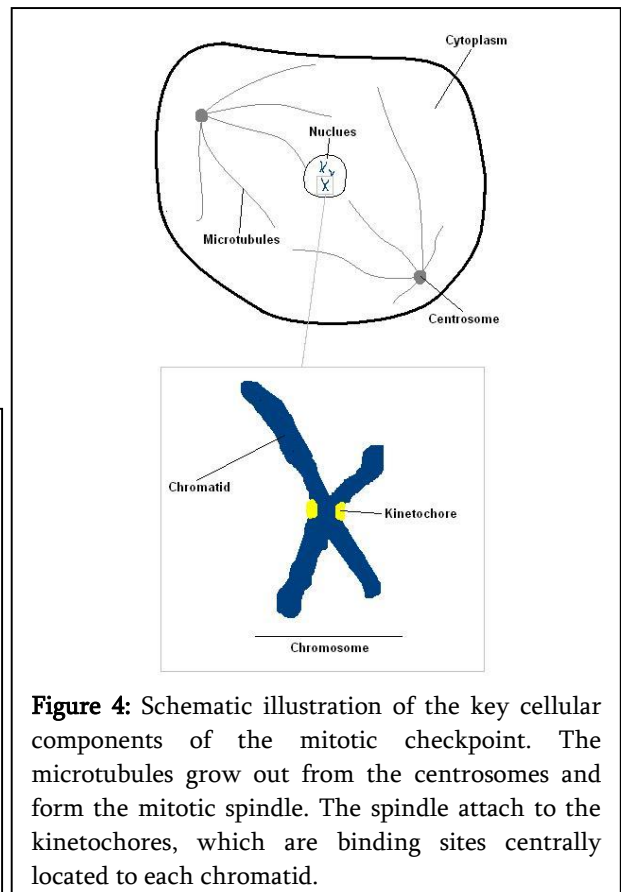 Cytoplasm
Nuclues
Microtubules
Centrosome
Chromatid
Kinetochore
Chromosome
Figure 4: Schematic illustration of the key cellular
components of the mitotic checkpoint. The
microtubules grow out from the centrosomes and
form the mitotic spindle. The spindle attach to the
kinetochores, which are binding sites centrally
located to each chromatid.